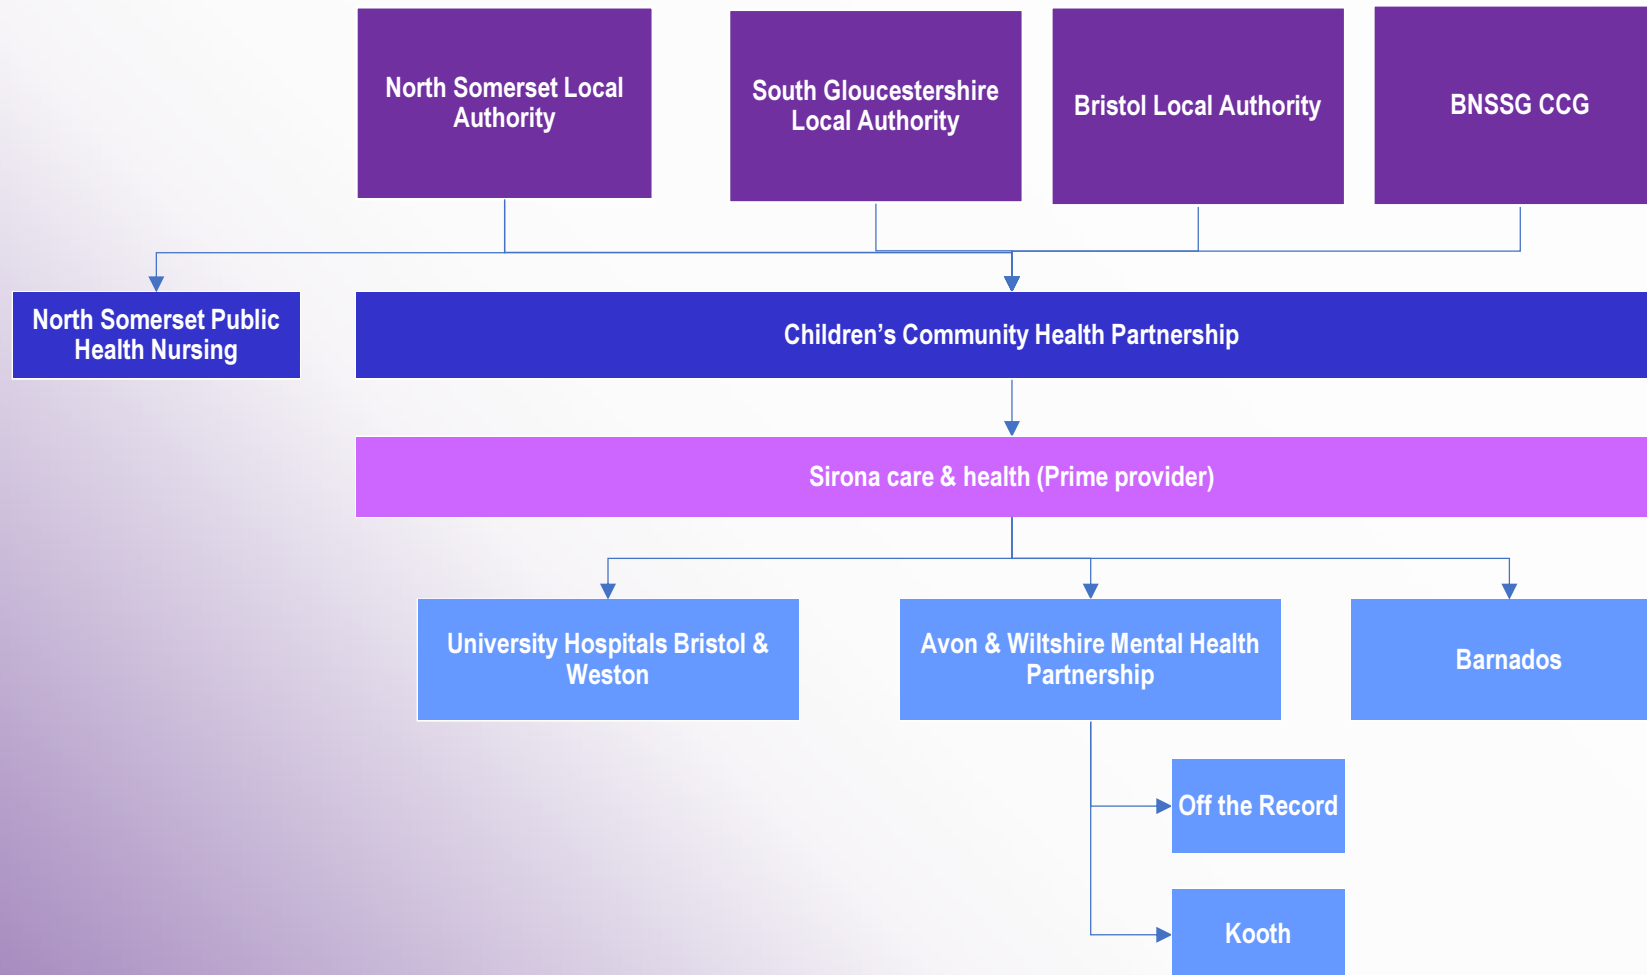 North Somerset Local
Authority
South Gloucestershire
Local Authority
Bristol Local Authority
BNSSG CCG
North Somerset Public
Health Nursing
Children’s Community Health Partnership
Sirona care & health (Prime provider)
University Hospitals Bristol &
Weston
Avon & Wiltshire Mental Health
Partnership
Barnados
Off the Record
Kooth